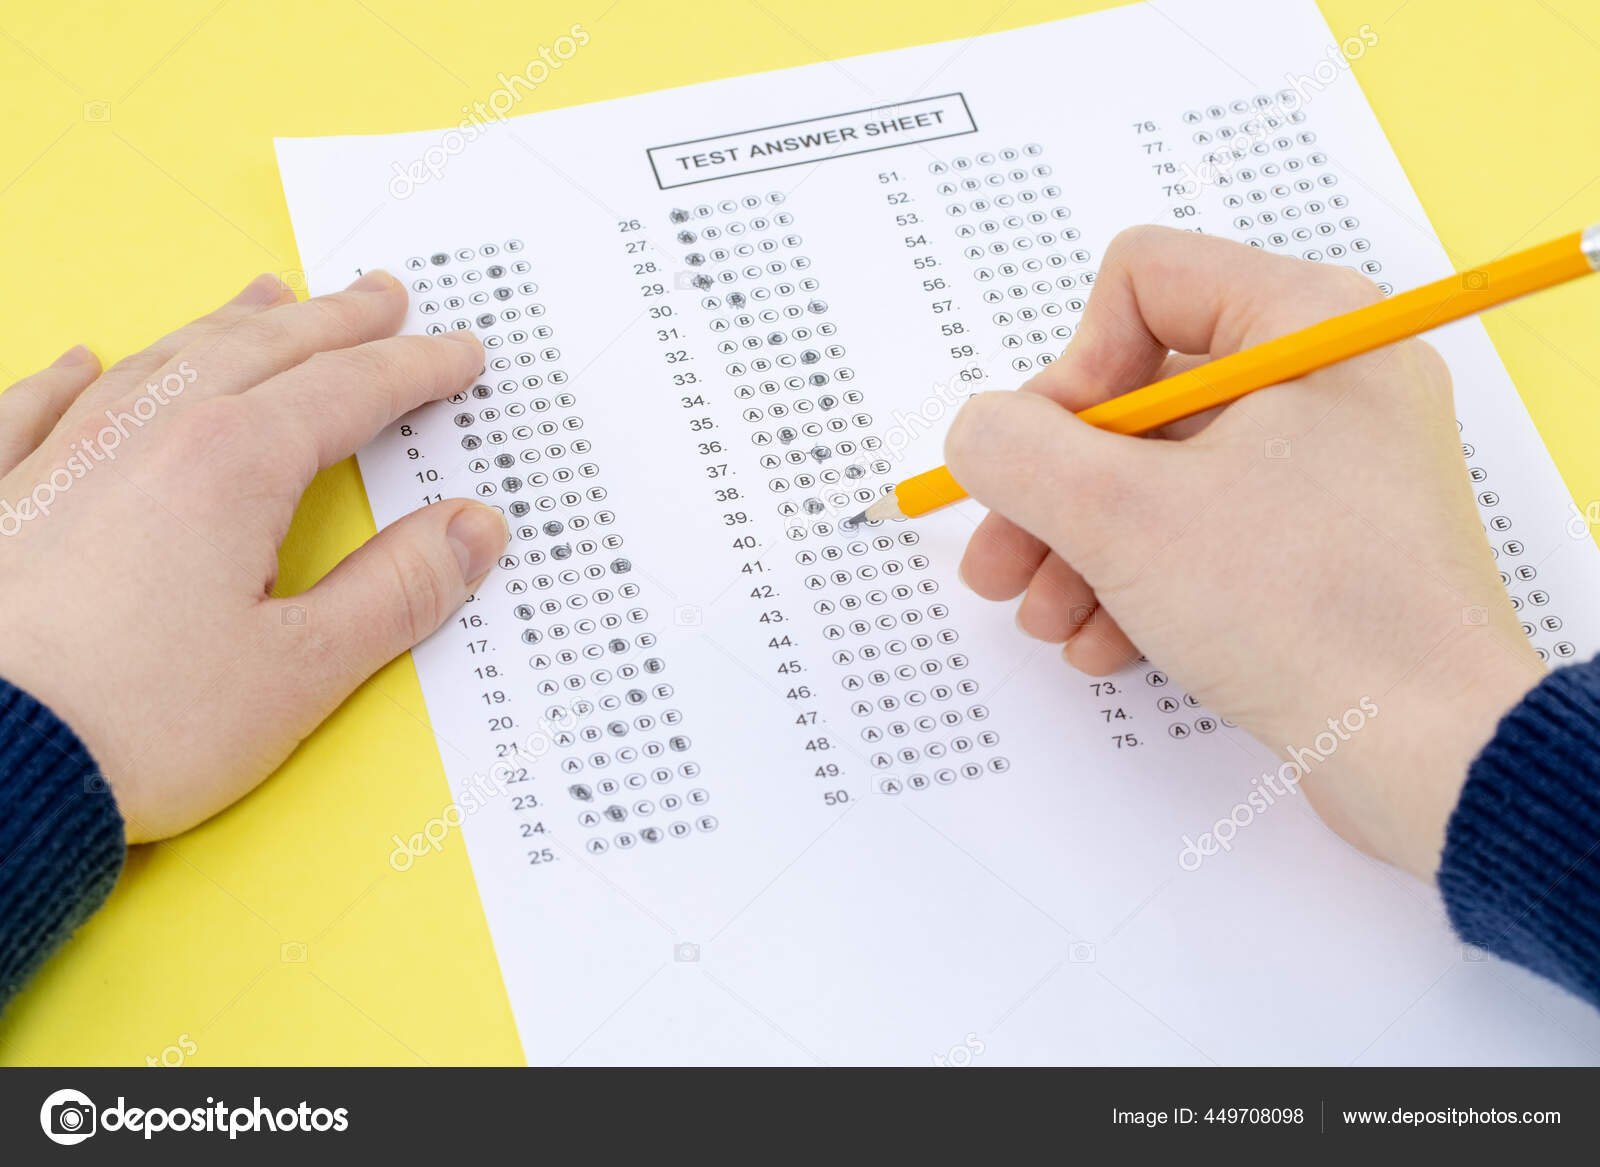 TEST ANSWER SHEET
1. A B C D E
A B C D E
A B C D E
A B C D E
C D E
C D E
A B C D E
8. A B C D E
9. A B C D E
10. A B C D E
11. A B C D E
A B C D E
A B C D E
A B C D E
A B C D E
16. A B C D E
17. A B C D E
18. A B C D E
19. A B C D E
20. A B C D E
21. A B C D E
22. A B C D E
23. A B C D E
24. A B C D E
25. A B C D E
26. A B C D E
27. A B C D E
28. A B C D E
29. A B C D E
30. A B C D E
31. A B C D E
32. A B C D E
33. A B C D E
34. A B C D E
35. A B C D E
36. A B C D E
37. A B C D E
38. A B C D E
39. A B C D E
40. A B C D E
41. A B C D E
42. A B C D E
43. A B C D E
44. A B C D E
45. A B C D E
46. A B C D E
47. A B C D E
48. A B C D E
49. A B C D E
50. A B C D E
51. A B C D E
52. A B C D E
53. A B C D E
54. A B C D E
55. A B C D E
56. A B C D E
57. A B C D E
58. A B C D E
59. A B C
60.
73. A
74. A B
75. A B
76. A B C D E
77. A B C D E
78. A B C D E
79. A B C D E
80. A B C D E
A B C D E
depositphotos
Image ID: 449708098
www.depositphotos.com